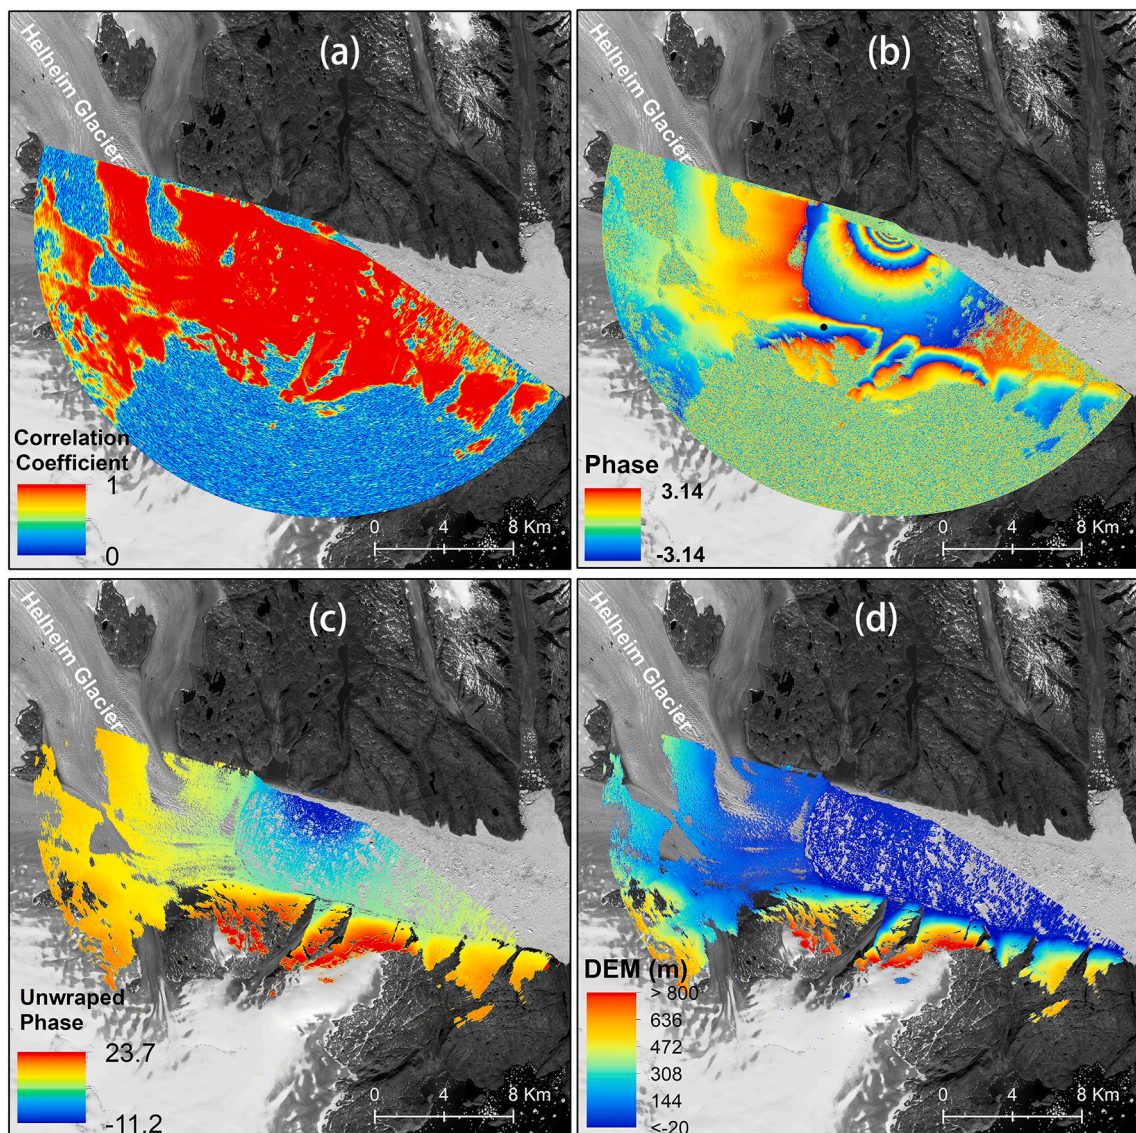 (a)
Helheim Glacier
Correlation
Coefficient
1
0
0
4
8 Km
(b)
Helheim Glacier
Phase
3.14
-3.14
0
4
8 Km
(c)
Helheim Glacier
Unwraped
Phase
23.7
-11.2
0
4
8 Km
(d)
Helheim Glacier
DEM (m)
> 800
636
472
308
144
<-20
0
4
8 Km